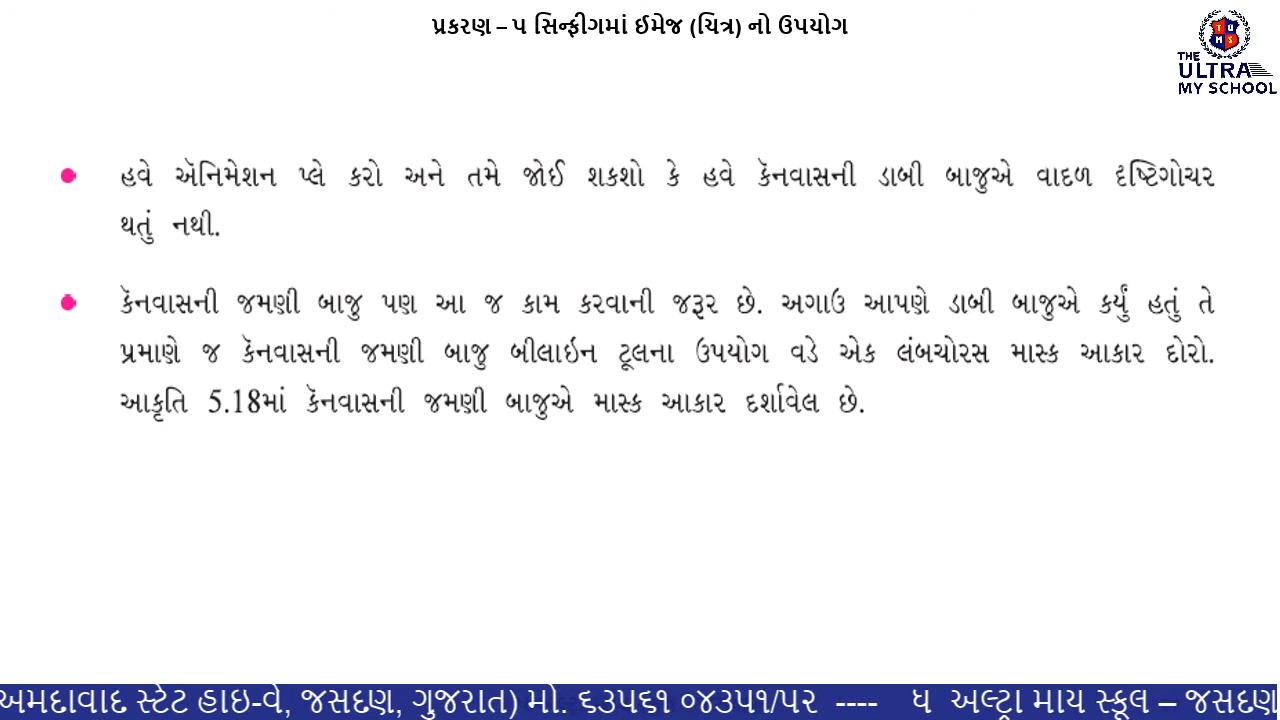 પ્રકરણ – ૫ સિન્ફીગમાં ઈમેજ (ચિત્ર) નો ઉપયોગ
THE
ULTRA
MY SCHOOL
TUMS
હવે ઍનિમેશન પ્લે કરો અને તમે જોઈ શકશો કે હવે કૅનવાસની ડાબી બાજુએ વાદળ દૃષ્ટિગોચર
થતું નથી.
કૅનવાસની જમણી બાજુ પણ આ જ કામ કરવાની જરૂર છે. અગાઉ આપણે ડાબી બાજુએ કર્યું હતું તે
પ્રમાણે જ કૅનવાસની જમણી બાજુ બીલાઇન ટૂલના ઉપયોગ વડે એક લંબચોરસ માસ્ક આકાર દોરો.
આકૃતિ 5.18માં કૅનવાસની જમણી બાજુએ માસ્ક આકાર દર્શાવેલ છે.
અમદાવાદ સ્ટેટ હાઇ-વે, જસદણ, ગુજરાત) મો. ૬૩૫૬૧ ૦૪૩૫૧/૫૨ ---- ધ અલ્ટ્રા માય સ્કૂલ – જસદણ